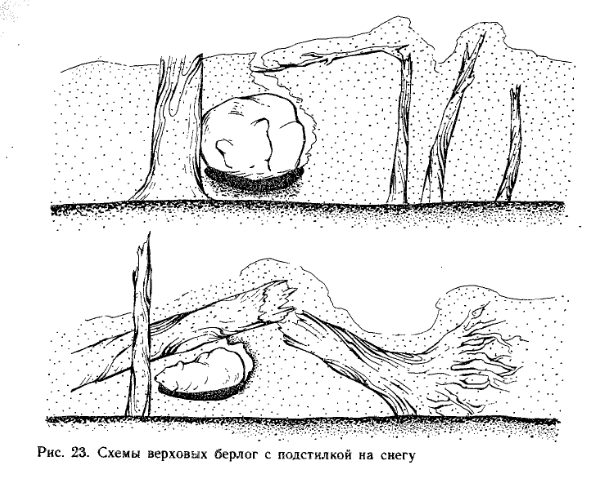 Рис. 23. Схемы верховых берлог с подстилкой на снегу